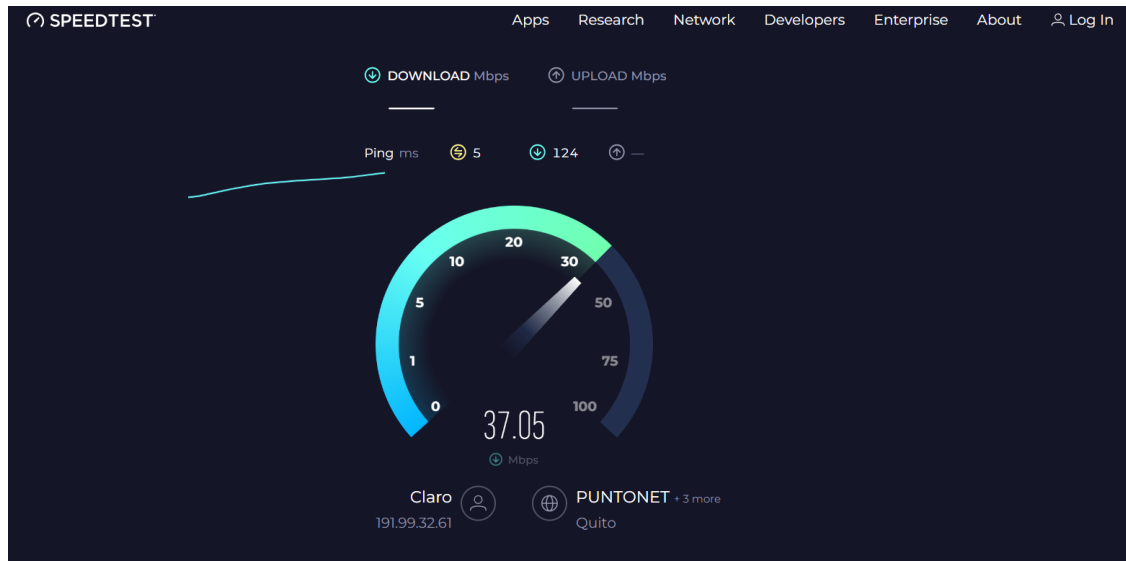 SPEEDTEST Apps Research Network Developers Enterprise About Log In
DOWNLOAD Mbps UPLOAD Mbps
Ping ms 5 124 —
20
10 30
5 50
1 75
0 100
37.05
Mbps
Claro PUNTONET + 3 more
191.99.32.61 Quito